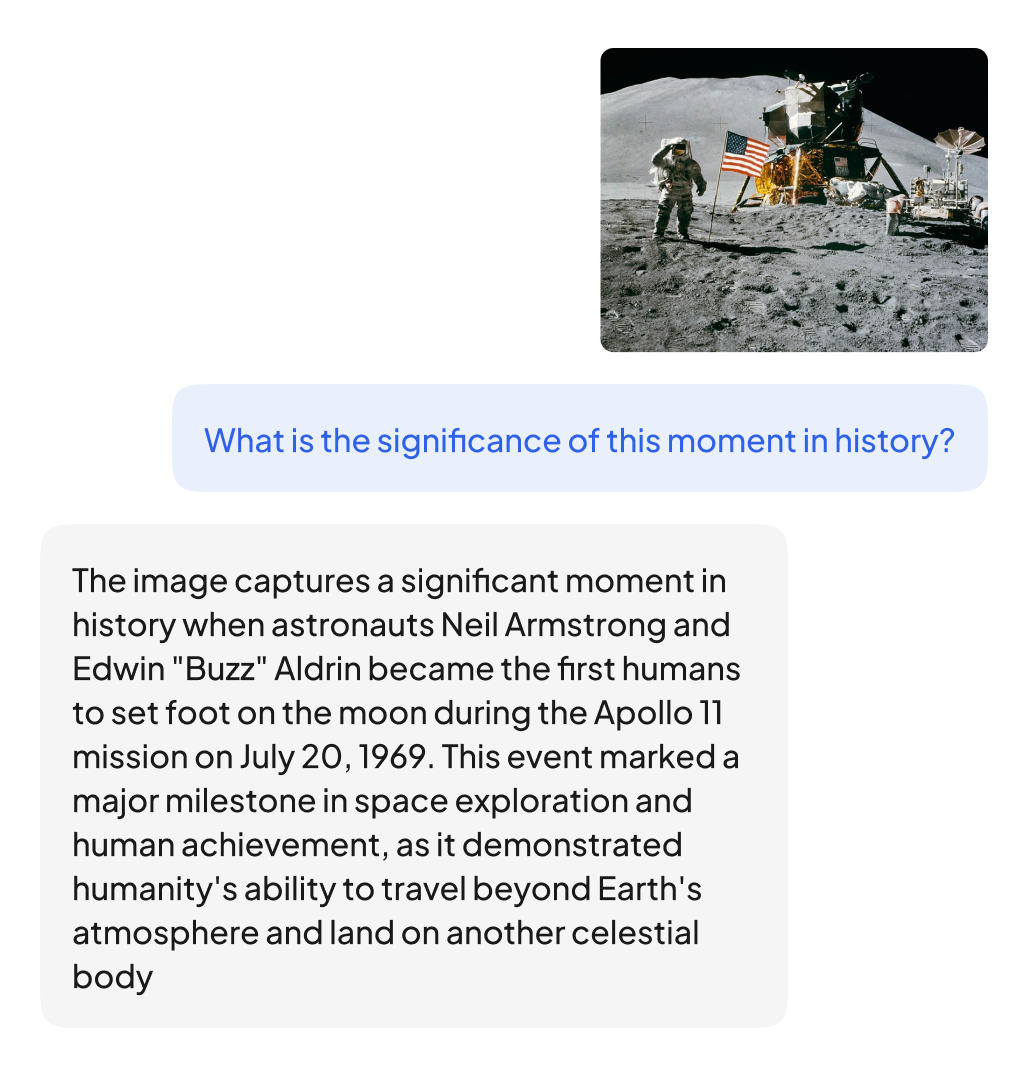 What is the significance of this moment in history?
The image captures a significant moment in
history when astronauts Neil Armstrong and
Edwin "Buzz" Aldrin became the first humans
to set foot on the moon during the Apollo 11
mission on July 20, 1969. This event marked a
major milestone in space exploration and
human achievement, as it demonstrated
humanity's ability to travel beyond Earth's
atmosphere and land on another celestial
body